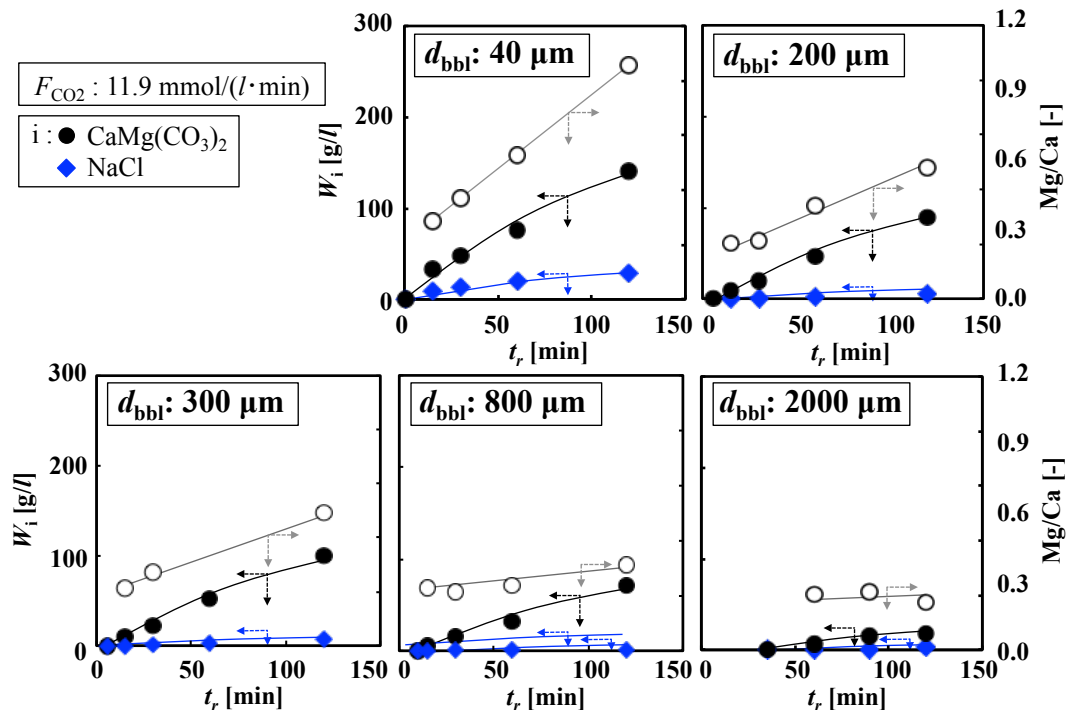 F_CO2 : 11.9 mmol/(l·min)
i : ● CaMg(CO₃)₂
◆ NaCl
W_i [g/l]
300
200
100
0
d_bbl: 40 µm
0 50 100 150
t_r [min]
d_bbl: 200 µm
1.2
0.9
0.6
0.3
0.0
Mg/Ca [-]
0 50 100 150
t_r [min]
W_i [g/l]
300
200
100
0
d_bbl: 300 µm
0 50 100 150
t_r [min]
d_bbl: 800 µm
0 50 100 150
t_r [min]
d_bbl: 2000 µm
1.2
0.9
0.6
0.3
0.0
Mg/Ca [-]
0 50 100 150
t_r [min]